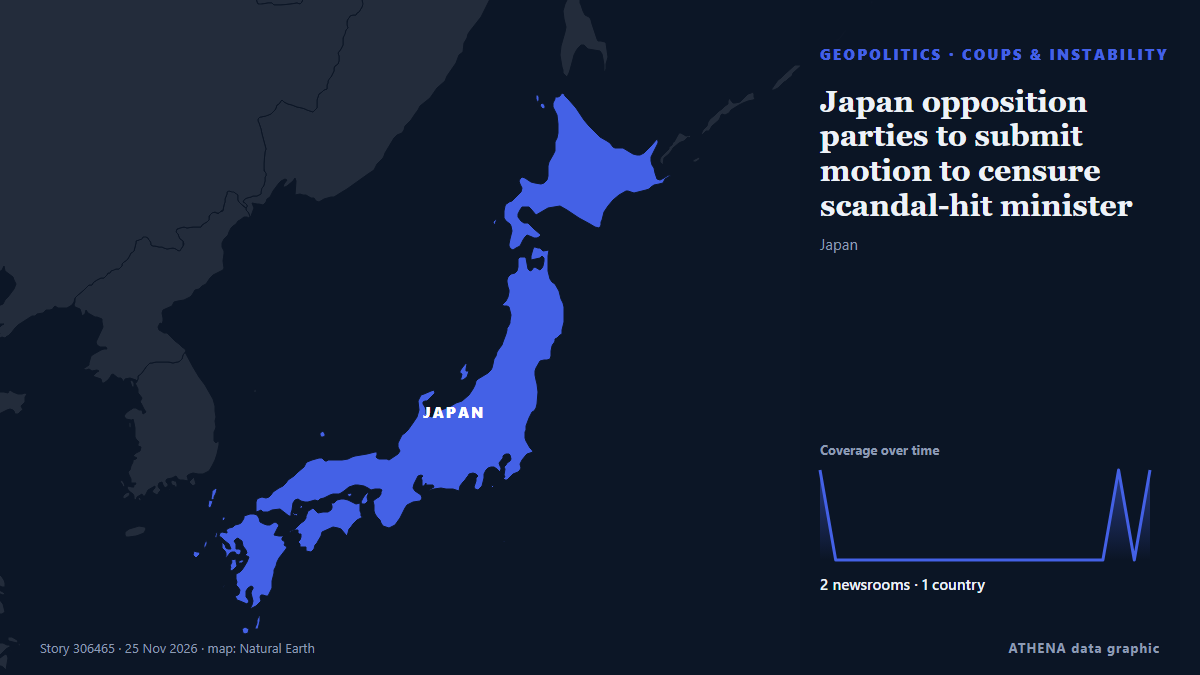 GEOPOLITICS · COUPS & INSTABILITY
Japan opposition
parties to submit
motion to censure
scandal-hit minister
Japan
JAPAN
Coverage over time
2 newsrooms · 1 country
Story 306465 · 25 Nov 2026 · map: Natural Earth
ATHENA data graphic